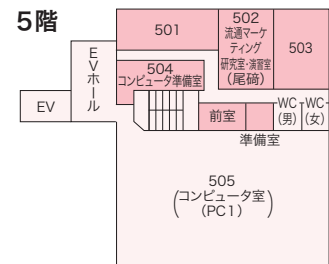 5階
501
502
流通マーケ
ティング
研究室・演習室
(尾碕)
503
EVホール
504
コンピュータ準備室
EV
前室
WC
(男)
WC
(女)
準備室
505
(コンピュータ室)
(PC1)